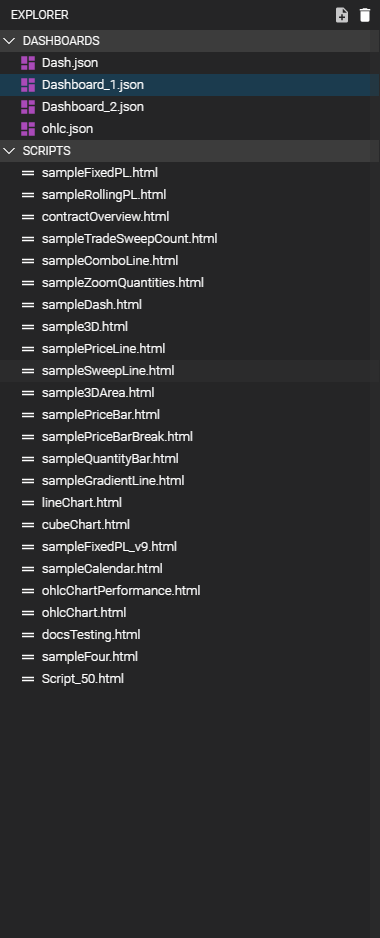 EXPLORER
DASHBOARDS
Dash.json
Dashboard_1.json
Dashboard_2.json
ohlc.json
SCRIPTS
sampleFixedPL.html
sampleRollingPL.html
contractOverview.html
sampleTradeSweepCount.html
sampleComboLine.html
sampleZoomQuantities.html
sampleDash.html
sample3D.html
samplePriceLine.html
sampleSweepLine.html
sample3DArea.html
samplePriceBar.html
samplePriceBarBreak.html
sampleQuantityBar.html
sampleGradientLine.html
lineChart.html
cubeChart.html
sampleFixedPL_v9.html
sampleCalendar.html
ohlcChartPerformance.html
ohlcChart.html
docsTesting.html
sampleFour.html
Script_50.html